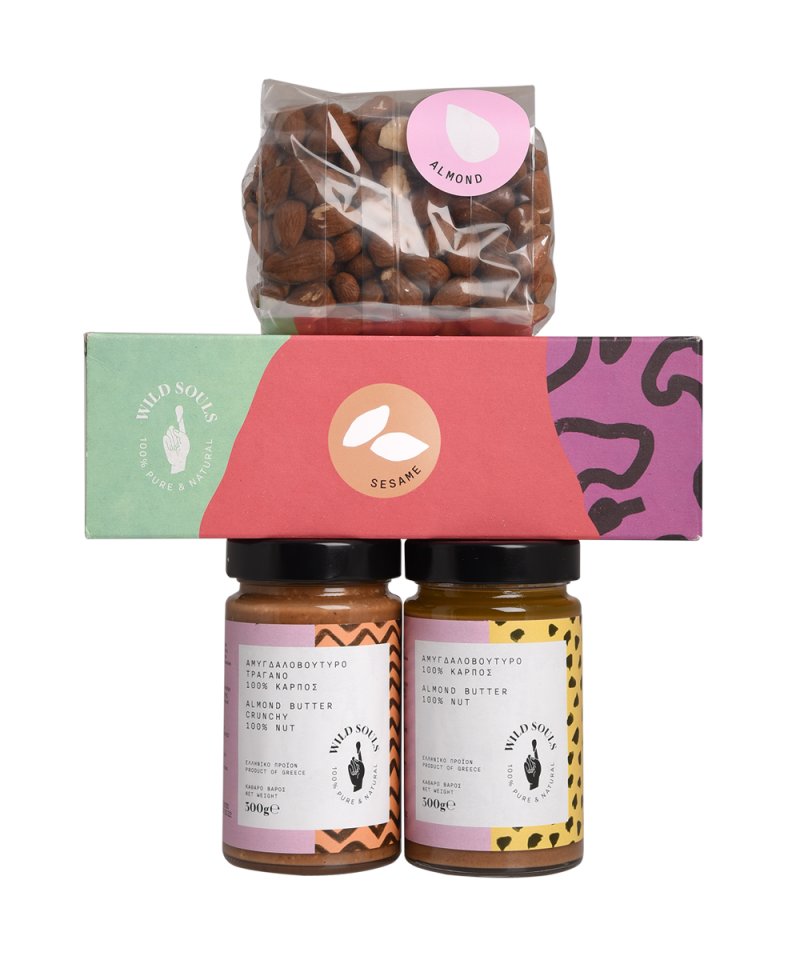 ALMOND
WILD SOULS
100% PURE & NATURAL
SESAME
ΑΜΥΓΔΑΛΟΒΟΥΤΥΡΟ
ΤΡΑΓΑΝΟ
100% ΚΑΡΠΟΣ
ALMOND BUTTER
CRUNCHY
100% NUT
WILD SOULS
100% PURE & NATURAL
ΕΛΛΗΝΙΚΟ ΠΡΟΪΟΝ
PRODUCT OF GREECE
ΚΑΘΑΡΟ ΒΑΡΟΣ
NET WEIGHT
300g℮
ΑΜΥΓΔΑΛΟΒΟΥΤΥΡΟ
100% ΚΑΡΠΟΣ
ALMOND BUTTER
100% NUT
WILD SOULS
100% PURE & NATURAL
ΕΛΛΗΝΙΚΟ ΠΡΟΪΟΝ
PRODUCT OF GREECE
ΚΑΘΑΡΟ ΒΑΡΟΣ
NET WEIGHT
300g℮